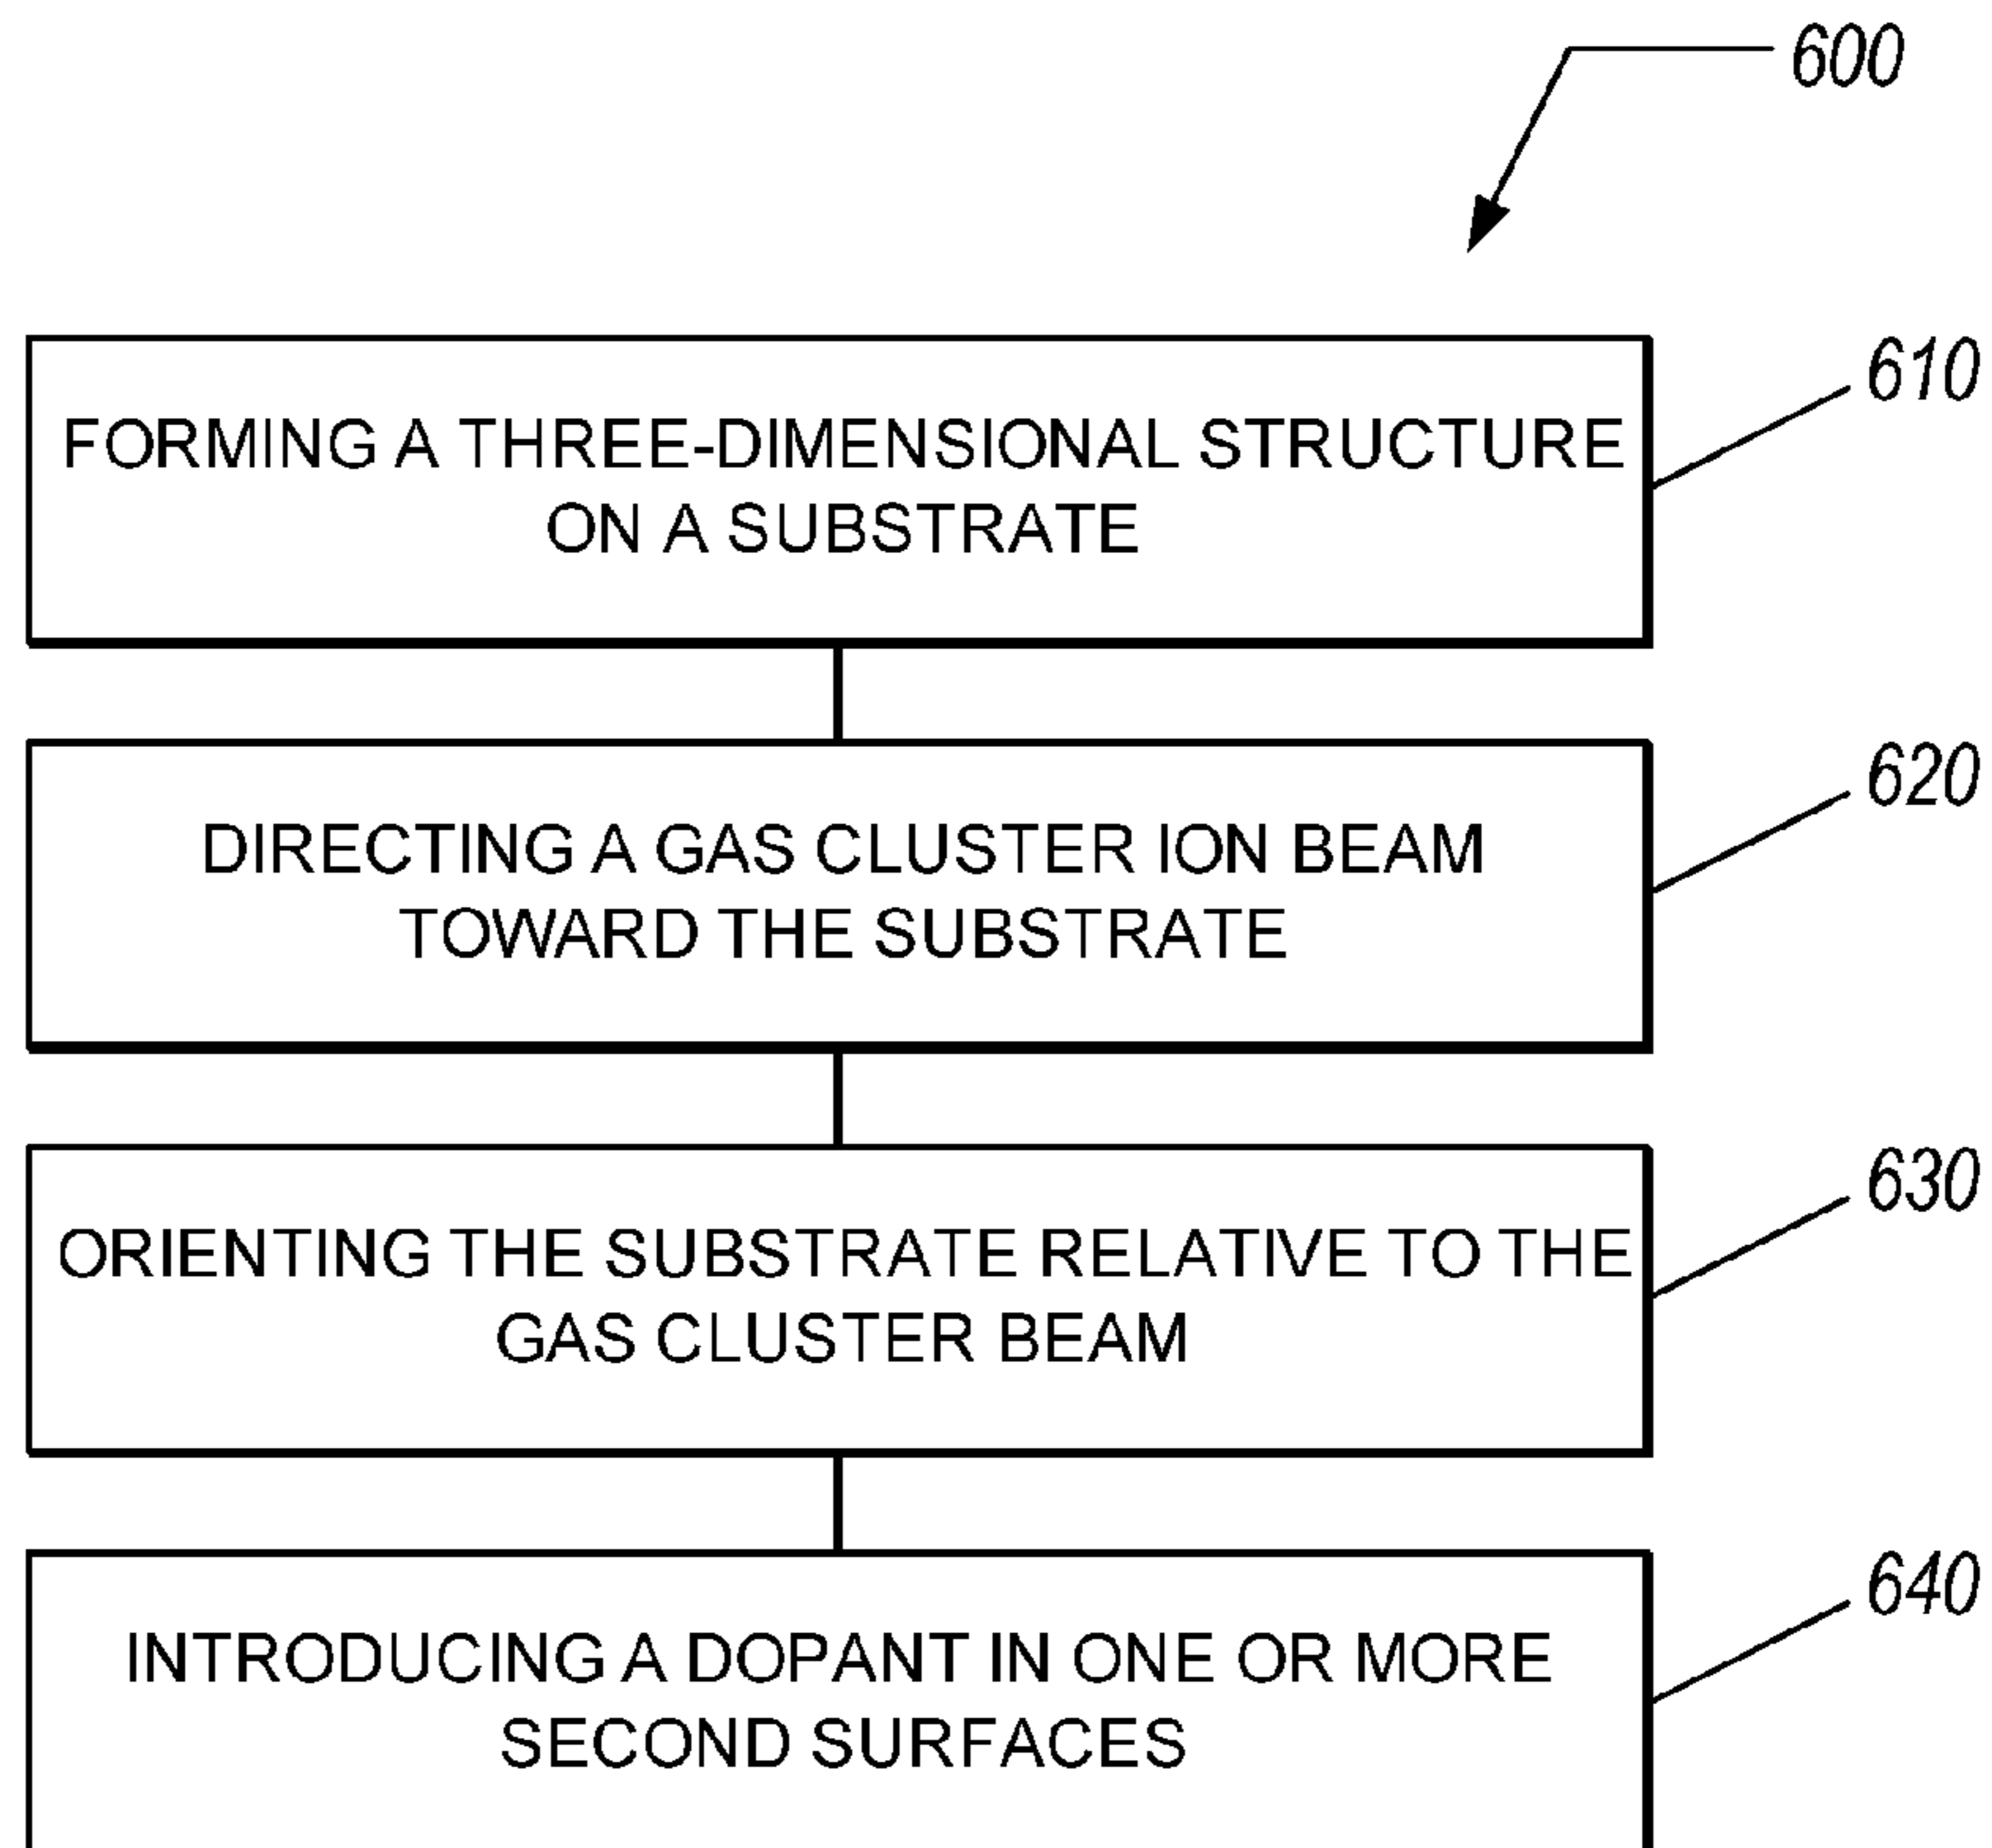 600
610
FORMING A THREE-DIMENSIONAL STRUCTURE
ON A SUBSTRATE
620
DIRECTING A GAS CLUSTER ION BEAM
TOWARD THE SUBSTRATE
630
ORIENTING THE SUBSTRATE RELATIVE TO THE
GAS CLUSTER BEAM
640
INTRODUCING A DOPANT IN ONE OR MORE
SECOND SURFACES